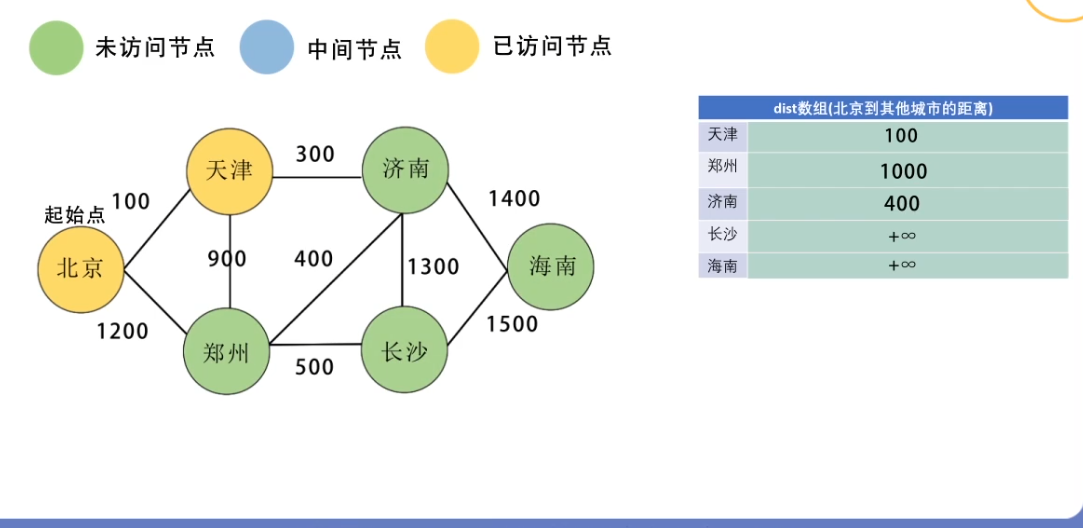 未访问节点
中间节点
已访问节点
dist数组(北京到其他城市的距离)
天津 100
郑州 1000
济南 400
长沙 +∞
海南 +∞
天津
300
济南
100
起始点
1400
北京
900
400
1300
海南
1200
郑州
500
长沙
1500